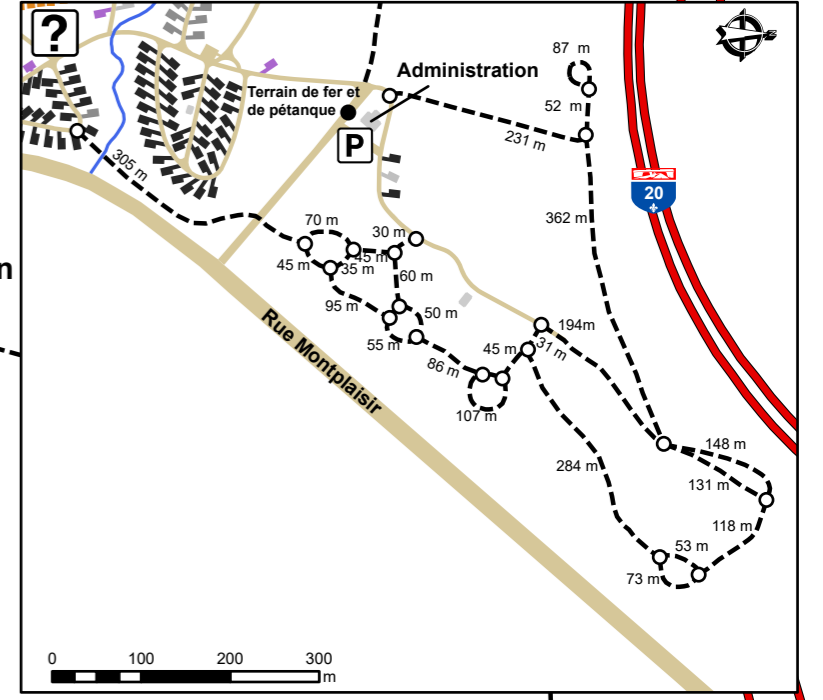 ?
Administration
Terrain de fer et
de pétanque
P
87 m
52 m
231 m
20
305 m
362 m
70 m
30 m
45 m
45 m
35 m
60 m
95 m
50 m
55 m
194m
31 m
45 m
86 m
107 m
Rue Montplaisir
148 m
131 m
284 m
118 m
53 m
73 m
n
0 100 200 300
m